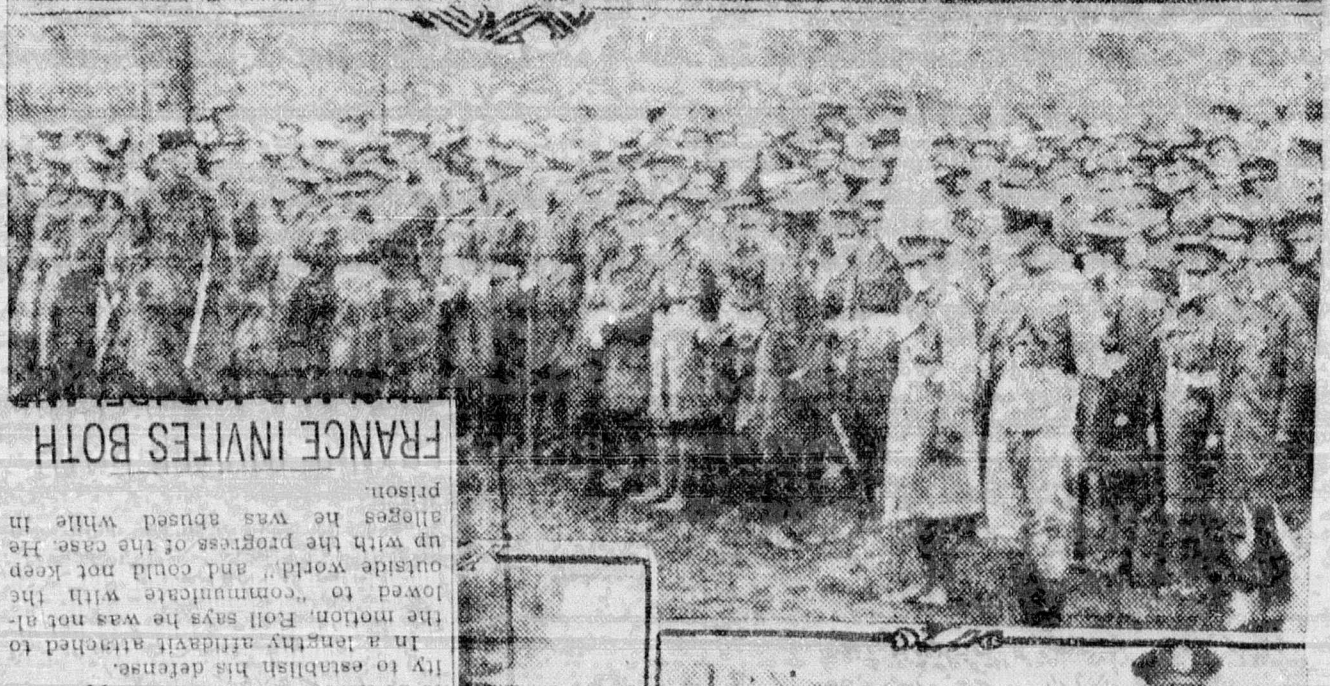 ity to establish his defense.
In a lengthy affidavit attached to
the motion, Roll says he was not al-
lowed to "communicate with the
outside world," and could not keep
up with the progress of the case. He
alleges he was abused while in
prison.
FRANCE INVITES BOTH